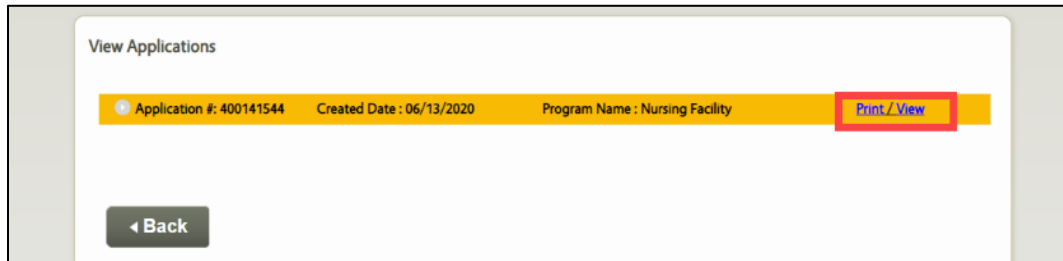 View Applications
Application #: 400141544 Created Date : 06/13/2020 Program Name : Nursing Facility Print / View
Back